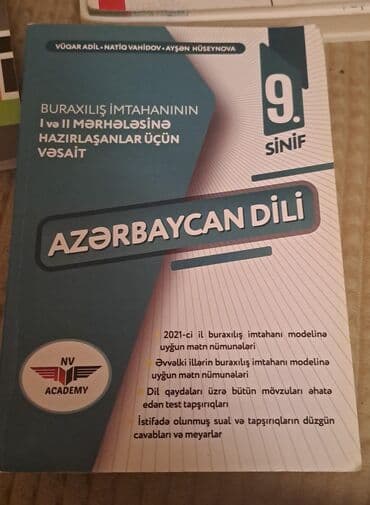 VÜQAR ADİL • NATİQ VAHİDOV • AYŞƏN HÜSEYNOVA
BURAXILIŞ İMTAHANININ
I və II MƏRHƏLƏSİNƏ
HAZIRLAŞANLAR ÜÇÜN
VƏSAİT
9.
SİNİF
AZƏRBAYCAN DİLİ
2021-ci il buraxılış imtahanı modelinə
uyğun mətn nümunələri
Əvvəlki illərin buraxılış imtahanı modelinə
uyğun mətn nümunələri
Dil qaydaları üzrə bütün mövzuları əhatə
edən test tapşırıqları
İstifadə olunmuş sual və tapşırıqların düzgün
cavabları və meyarlar
NV
ACADEMY